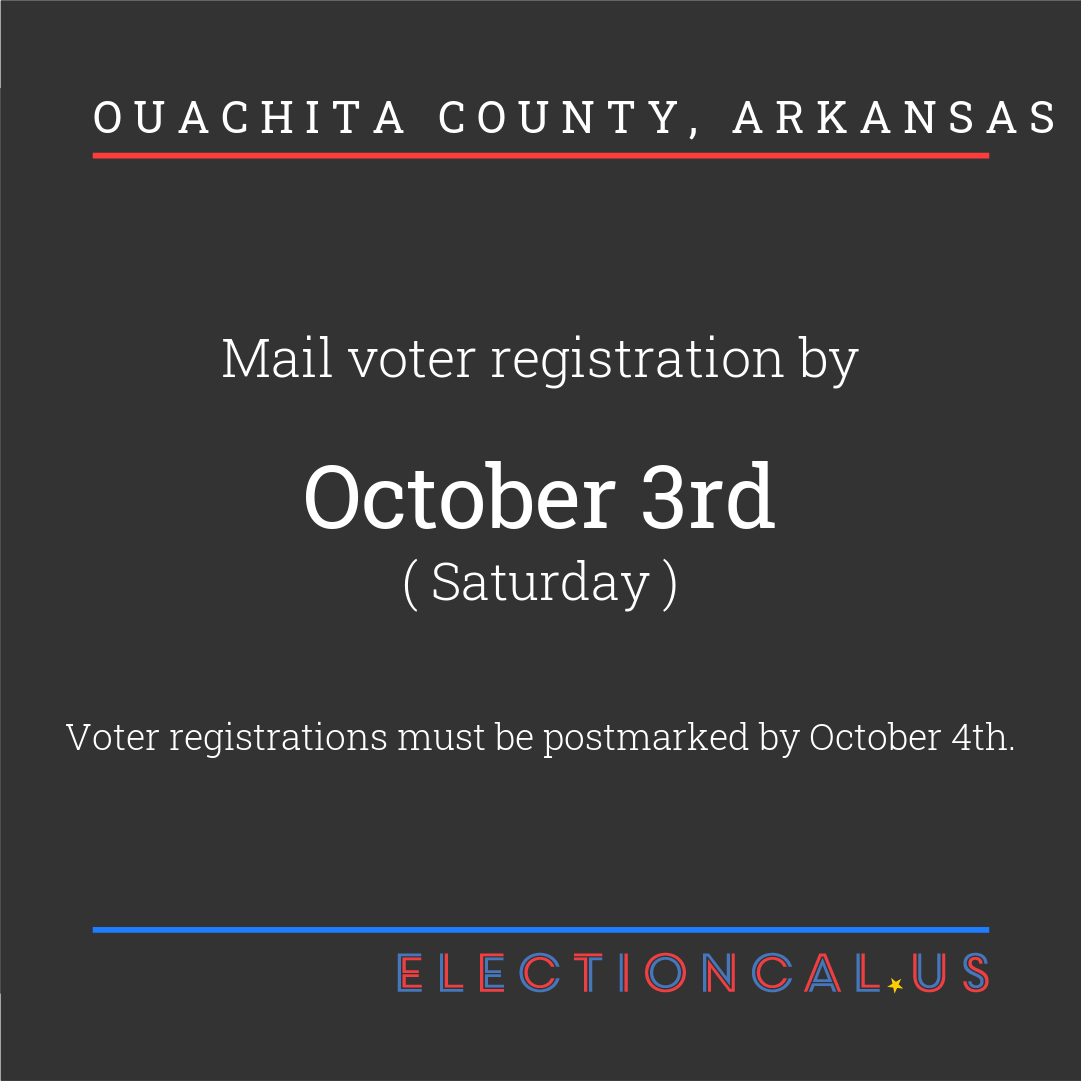 OUACHITA COUNTY, ARKANSAS
Mail voter registration by
October 3rd
( Saturday )
Voter registrations must be postmarked by October 4th.
ELECTIONCAL.US